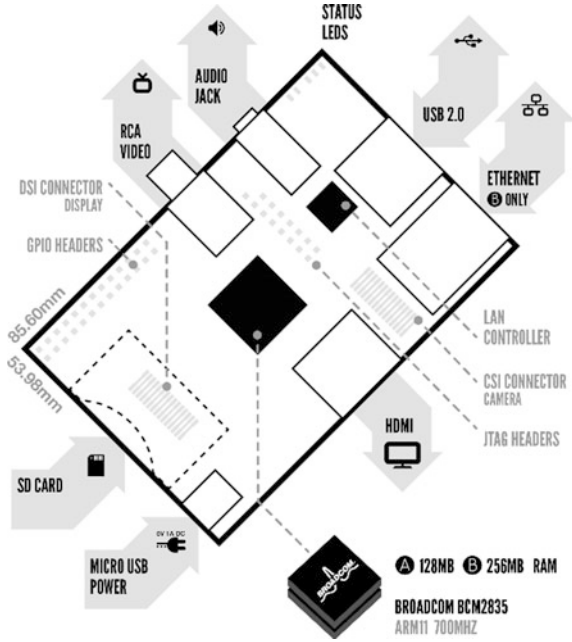 STATUS
LEDS
AUDIO
JACK
RCA
VIDEO
USB 2.0
ETHERNET
B ONLY
DSI CONNECTOR
DISPLAY
GPIO HEADERS
85.60mm
53.98mm
LAN
CONTROLLER
CSI CONNECTOR
CAMERA
JTAG HEADERS
HDMI
SD CARD
5V 1A DC
MICRO USB
POWER
BROADCOM
A 128MB B 256MB RAM
BROADCOM BCM2835
ARM11 700MHZ